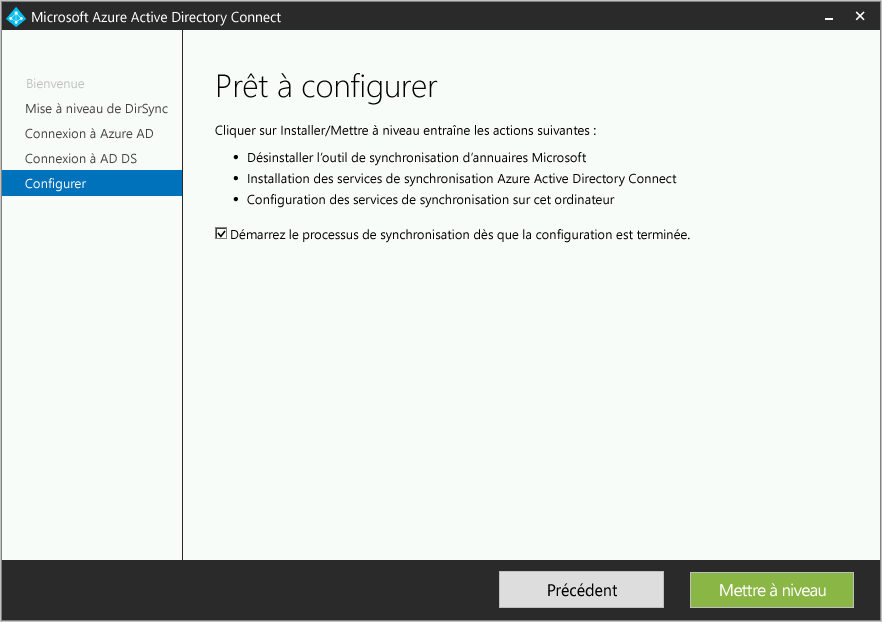 Microsoft Azure Active Directory Connect
Bienvenue
Mise à niveau de DirSync
Connexion à Azure AD
Connexion à AD DS
Configurer
Prêt à configurer
Cliquer sur Installer/Mettre à niveau entraîne les actions suivantes :
• Désinstaller l'outil de synchronisation d'annuaires Microsoft
• Installation des services de synchronisation Azure Active Directory Connect
• Configuration des services de synchronisation sur cet ordinateur
Démarrez le processus de synchronisation dès que la configuration est terminée.
Précédent
Mettre à niveau